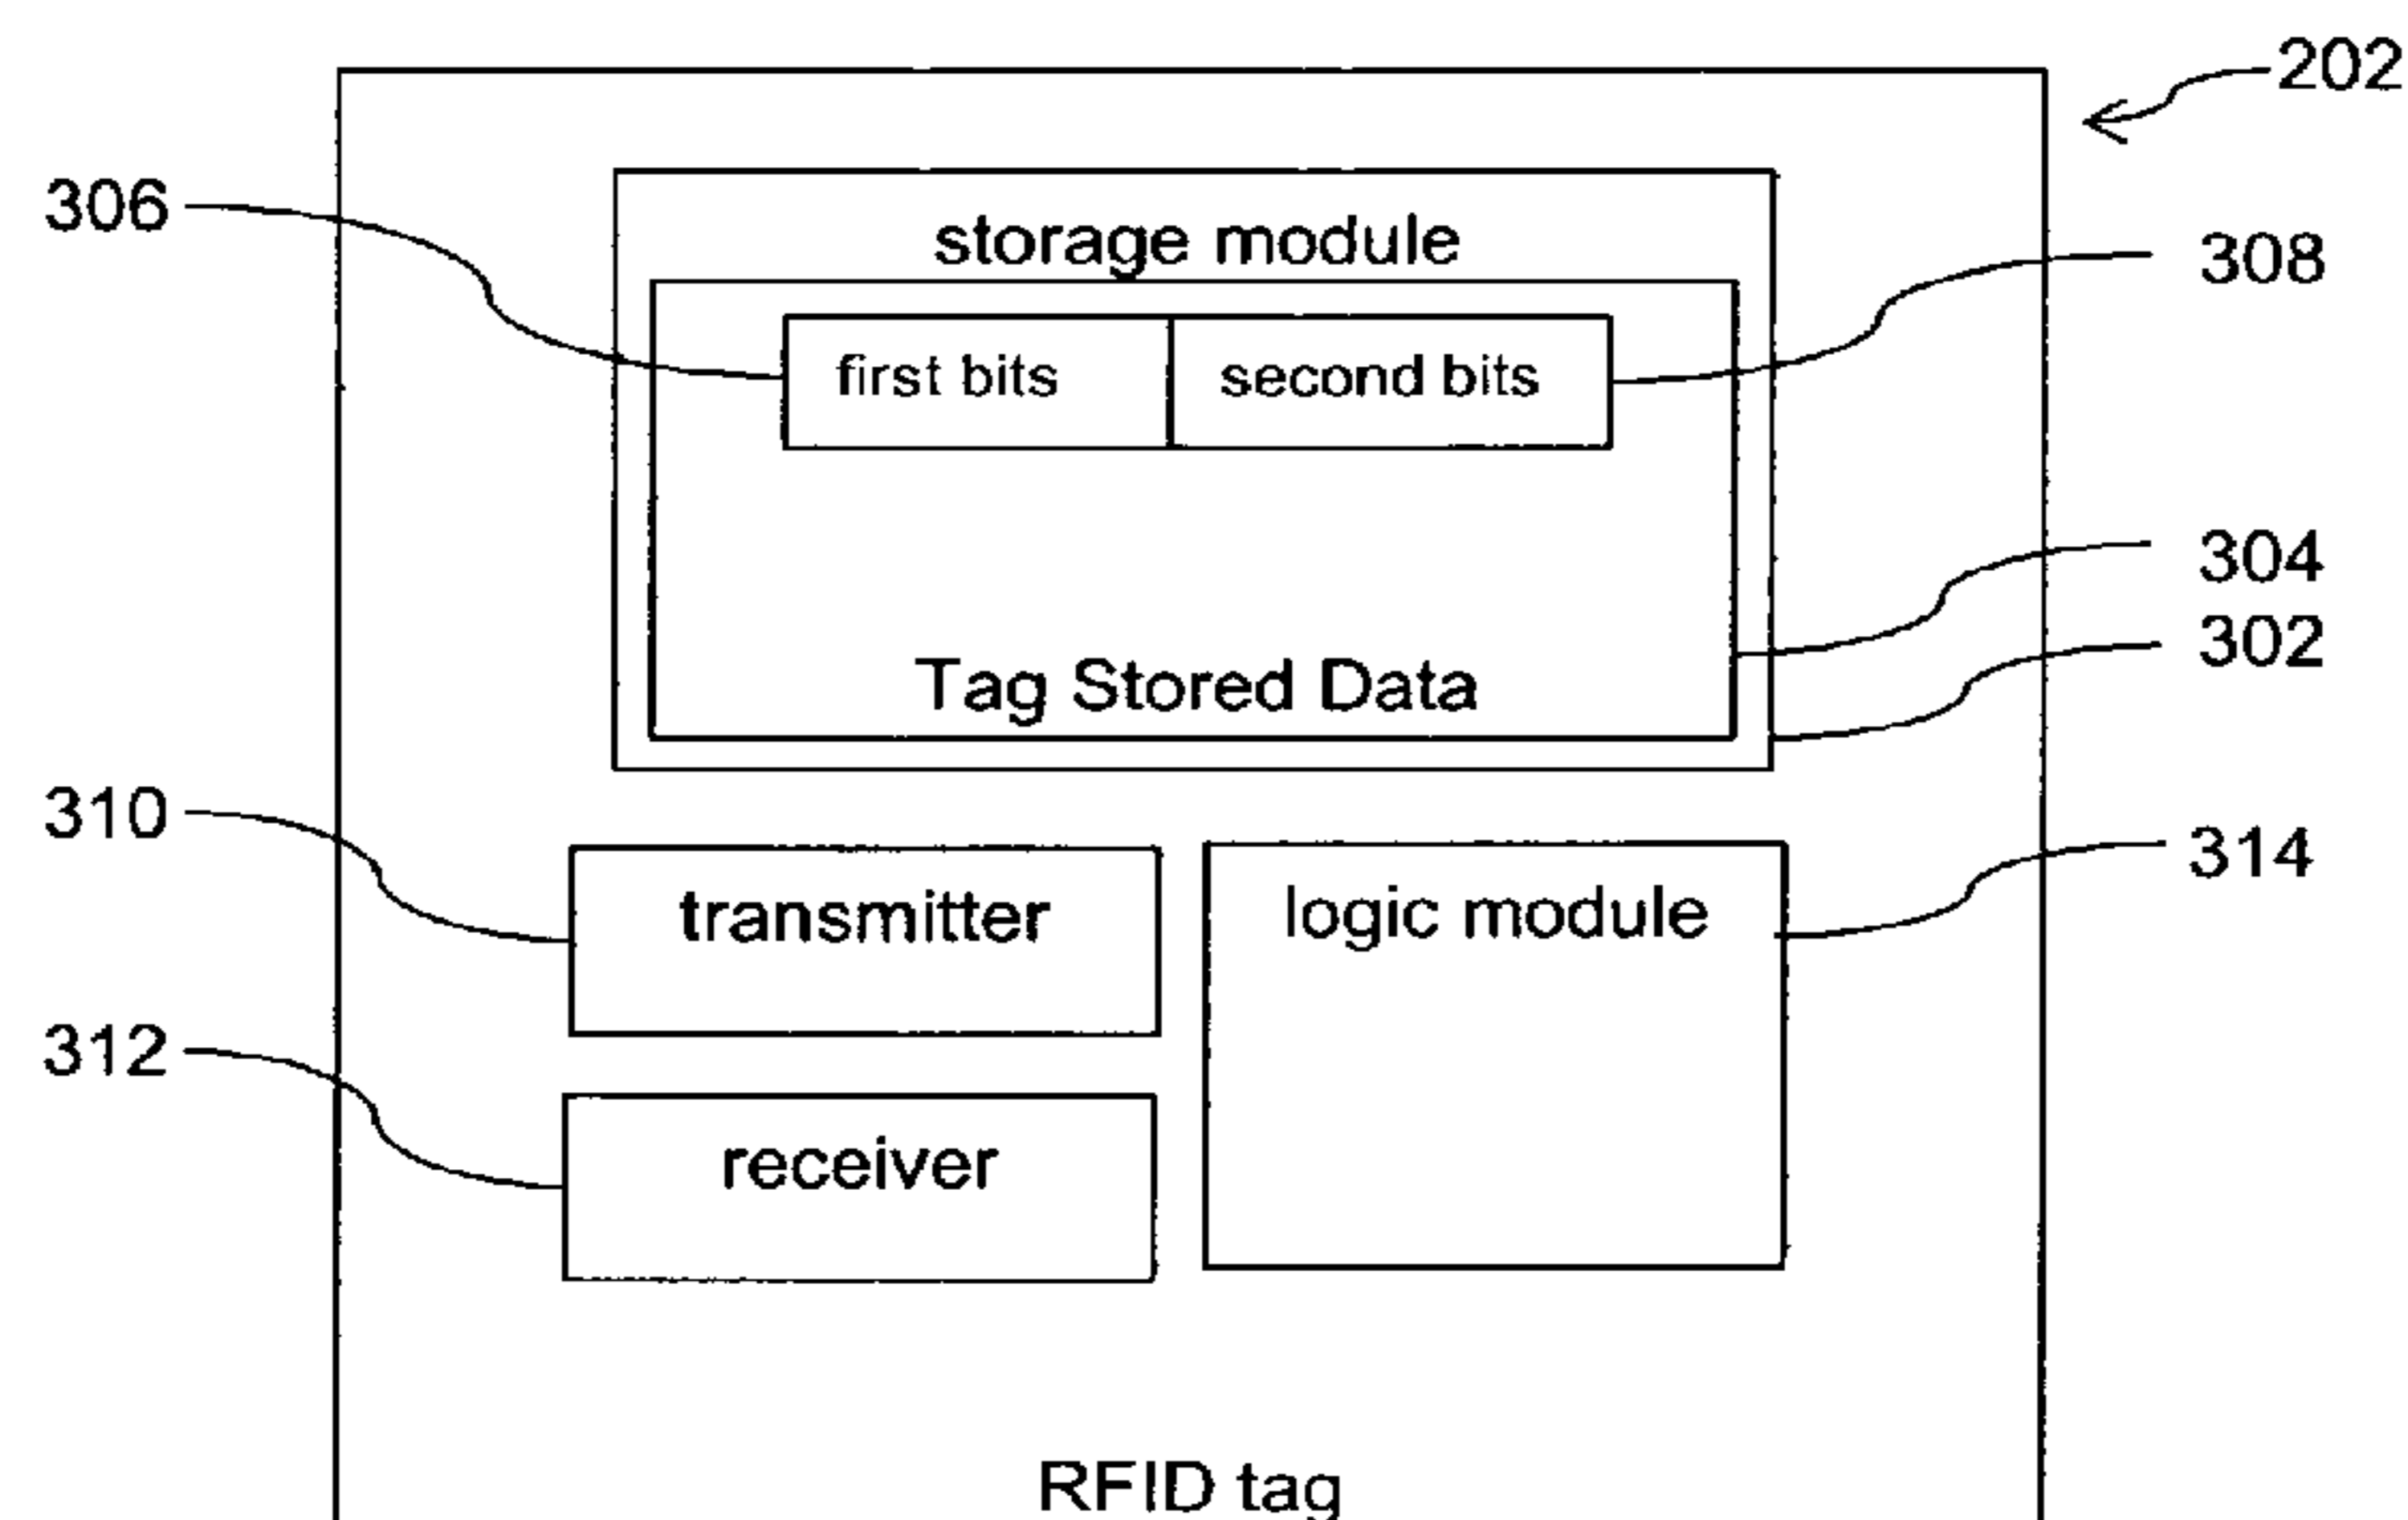 202
306
storage module
308
first bits second bits
304
302
Tag Stored Data
310
314
transmitter
logic module
312
receiver
RFID tag